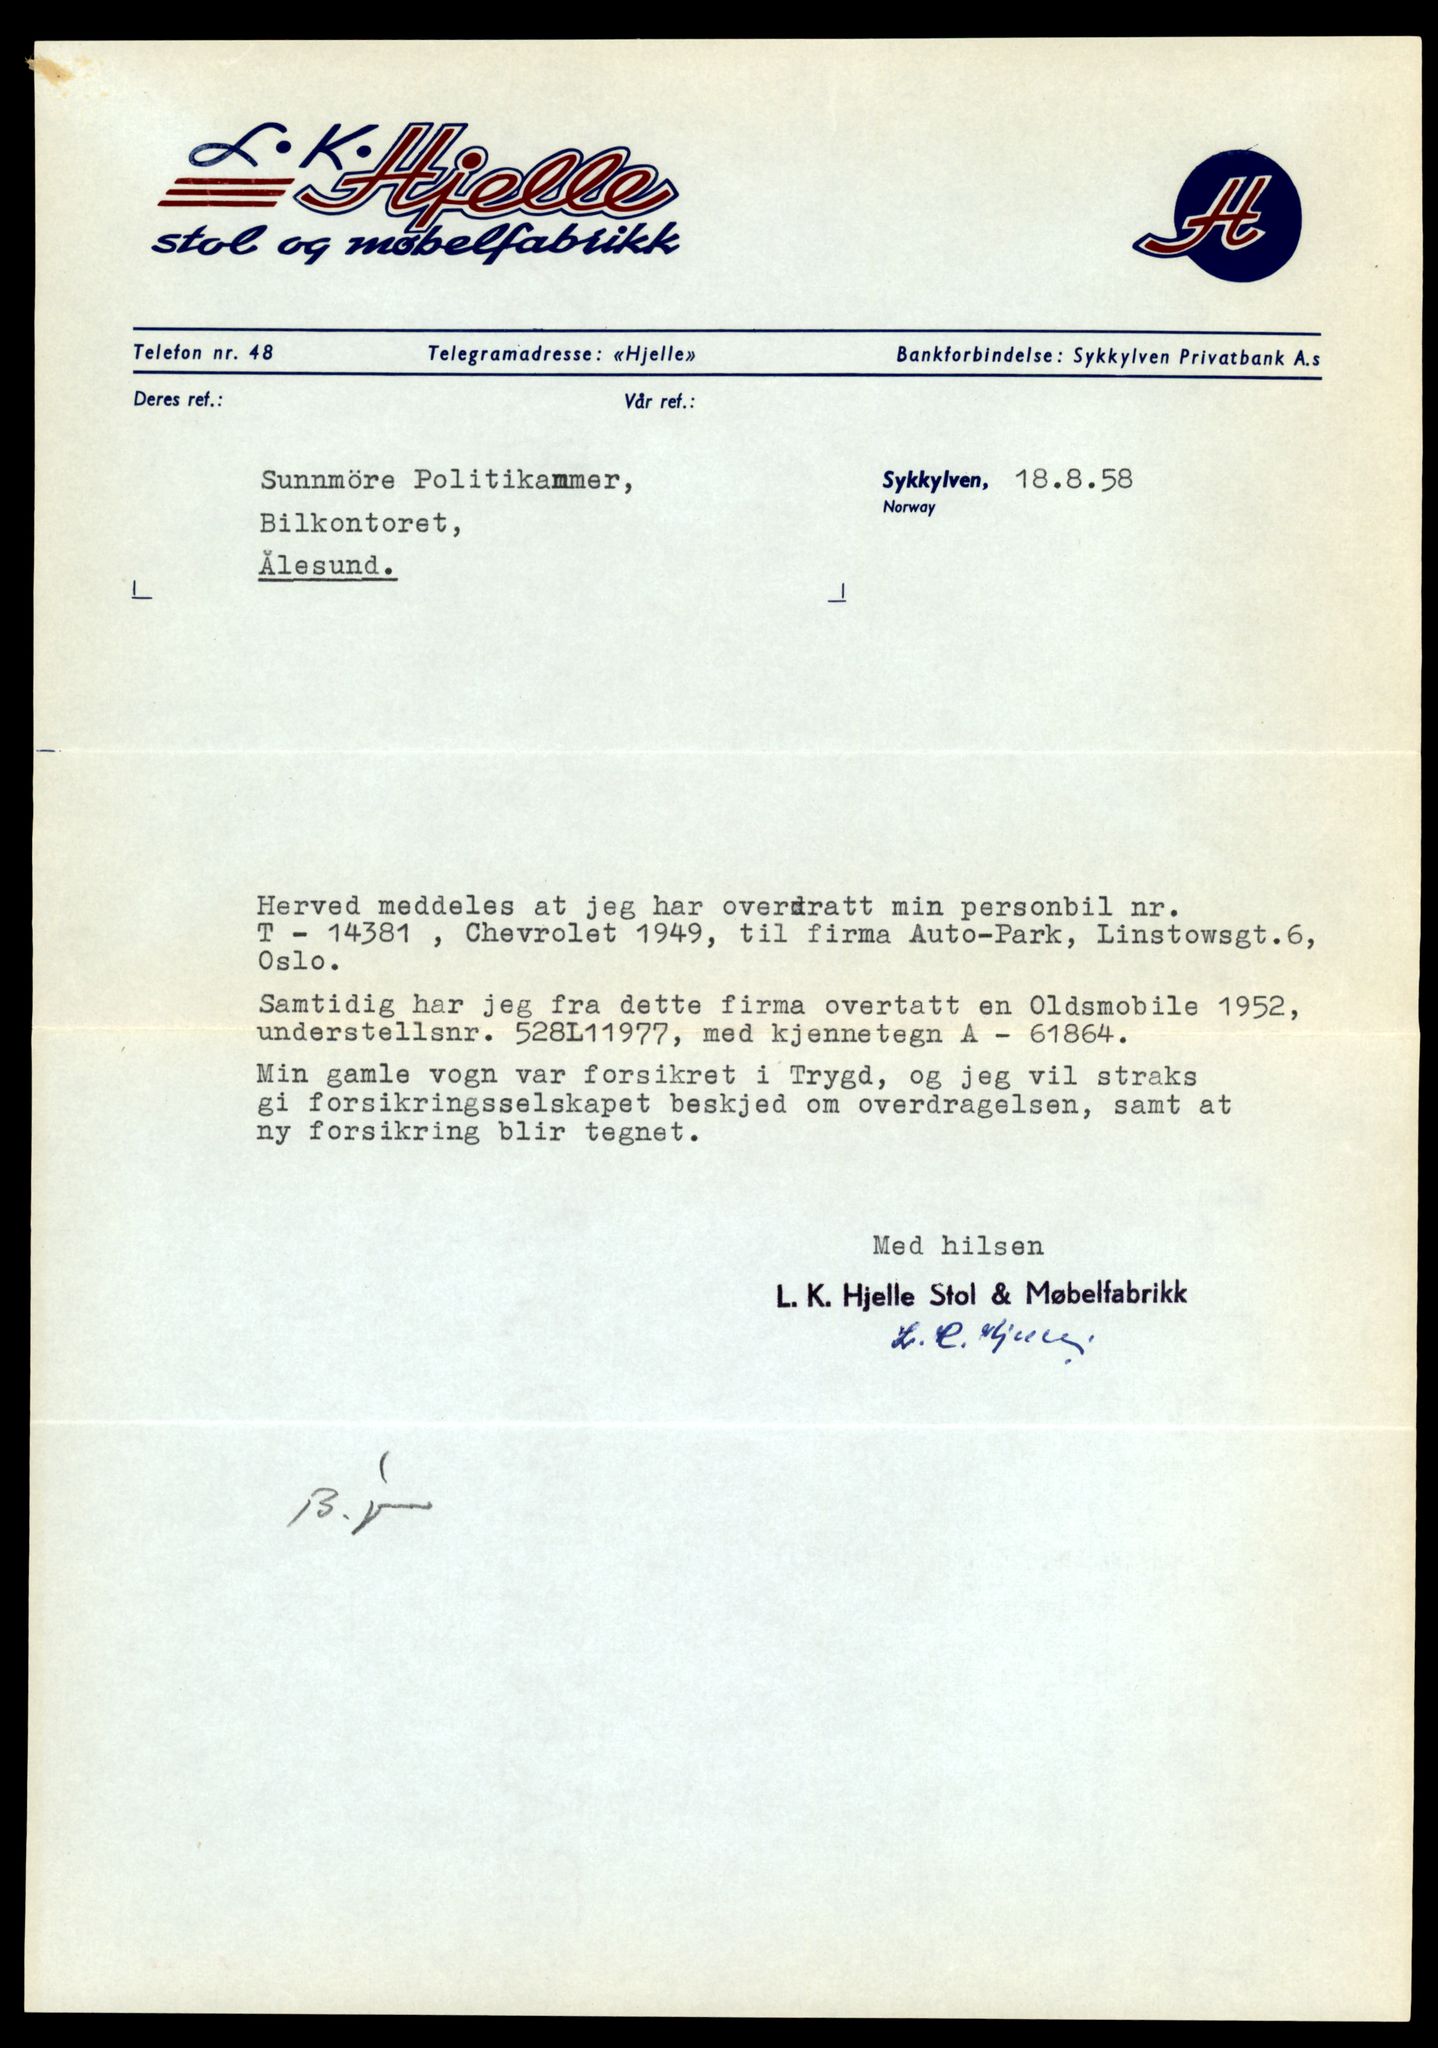 L. K. Hjelle
stol og møbelfabrikk
H
Telefon nr. 48 Telegramadresse: «Hjelle» Bankforbindelse: Sykkylven Privatbank A.s
Deres ref.: Vår ref.:
Sunnmöre Politikammer,
Bilkontoret,
Ålesund.
Sykkylven, 18.8.58
Norway
Herved meddeles at jeg har overdratt min personbil nr.
T - 14381 , Chevrolet 1949, til firma Auto-Park, Linstowsgt.6,
Oslo.
Samtidig har jeg fra dette firma overtatt en Oldsmobile 1952,
understellsnr. 528L11977, med kjennetegn A - 61864.
Min gamle vogn var forsikret i Trygd, og jeg vil straks
gi forsikringsselskapet beskjed om overdragelsen, samt at
ny forsikring blir tegnet.
Med hilsen
L. K. Hjelle Stol & Møbelfabrikk